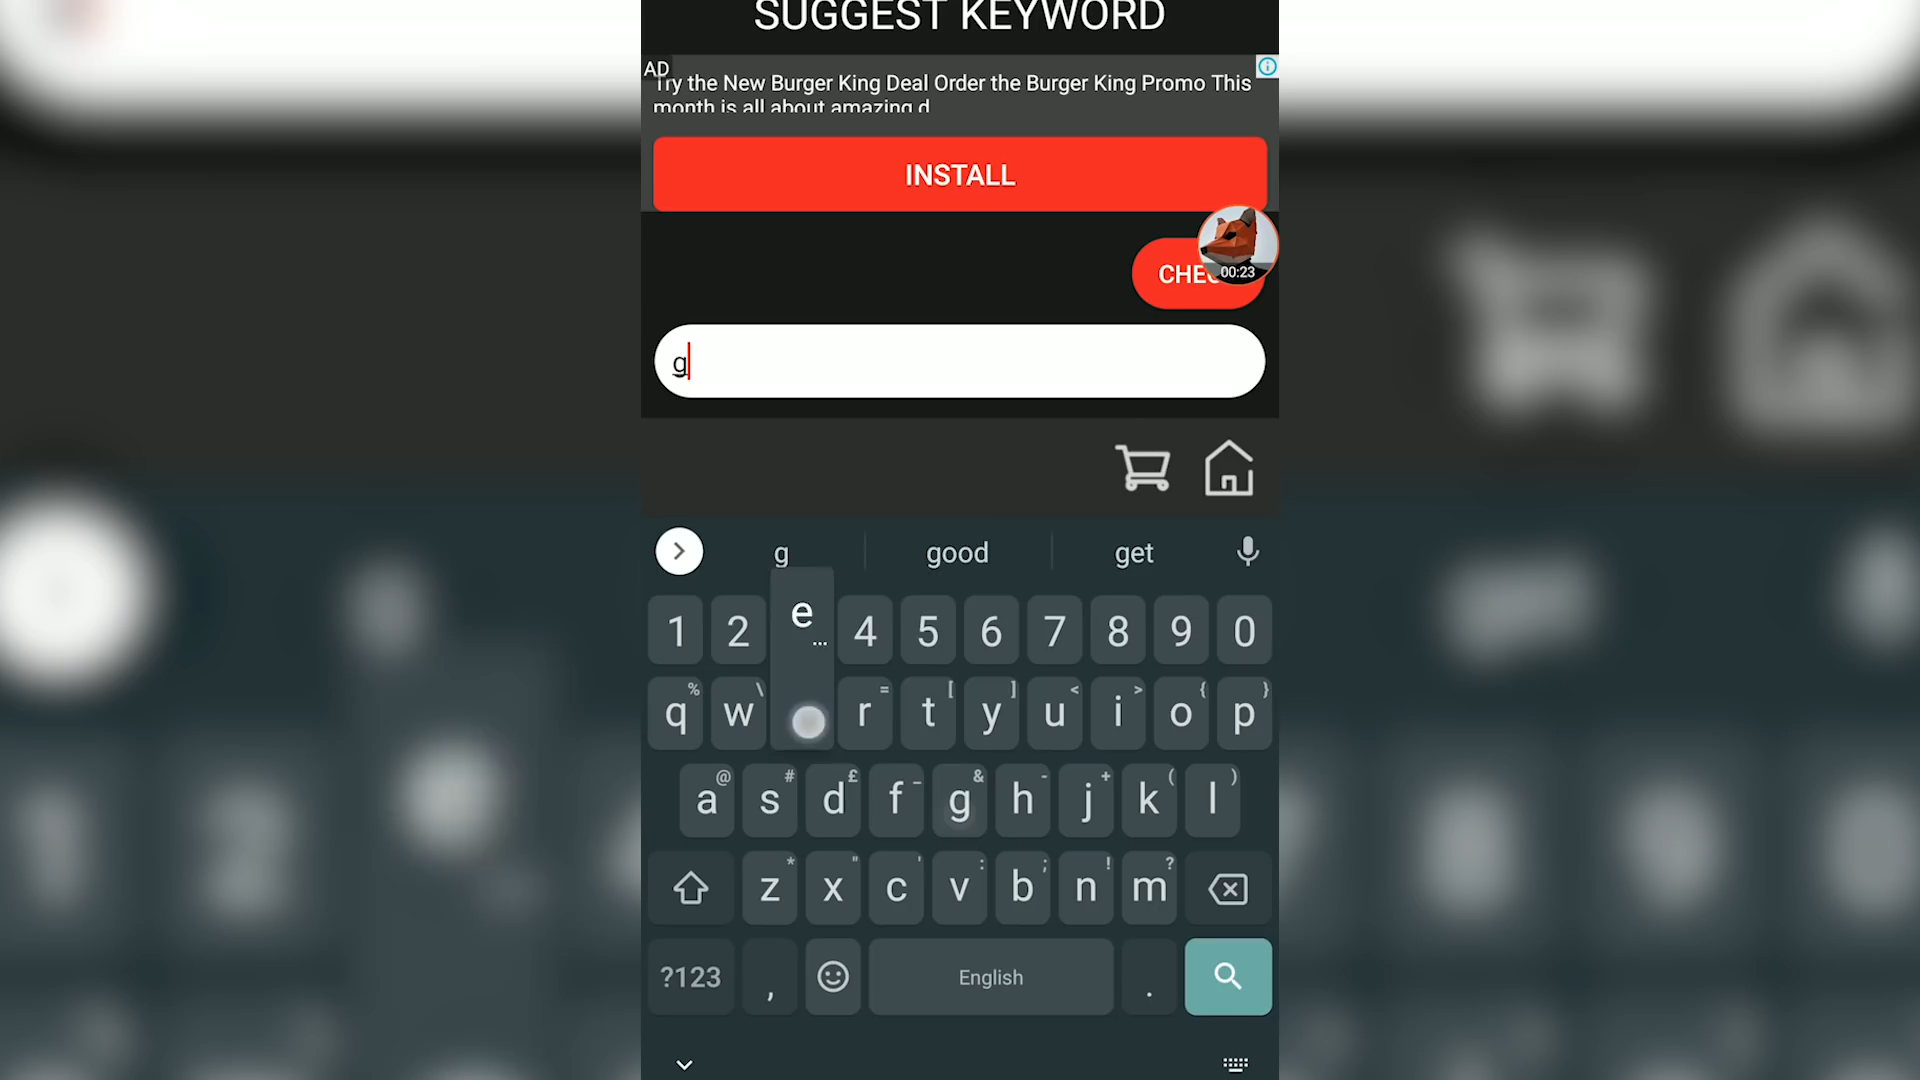 SUGGEST KEYWORD
AD
Try the New Burger King Deal Order the Burger King Promo This
month is all about amazing d
INSTALL
00:23
g
g good get
1 2 e 4 5 6 7 8 9 0
...
% \ = [ ] < > { }
q w r t y u i o p
@ # £ _ & - + ( )
a s d f g h j k l
* " ' : ; ! ?
z x c v b n m
?123 , English .